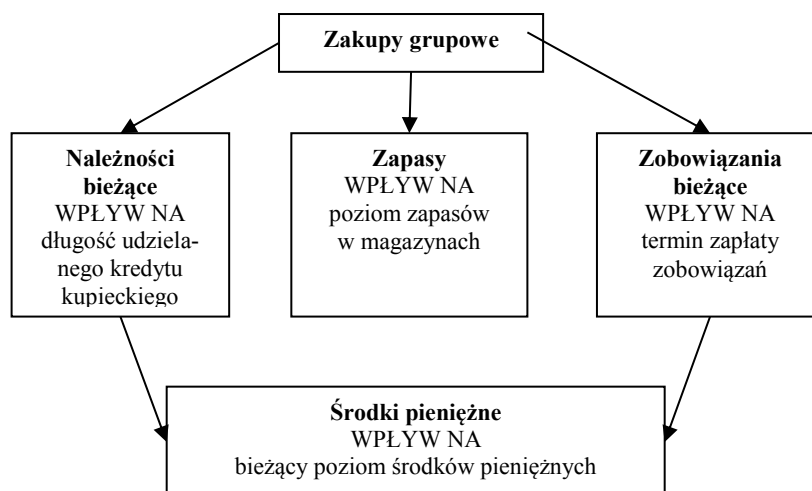 Zakupy grupowe
Należności
bieżące
WPŁYW NA
długość udziela-
nego kredytu
kupieckiego
Zapasy
WPŁYW NA
poziom zapasów
w magazynach
Zobowiązania
bieżące
WPŁYW NA
termin zapłaty
zobowiązań
Środki pieniężne
WPŁYW NA
bieżący poziom środków pieniężnych